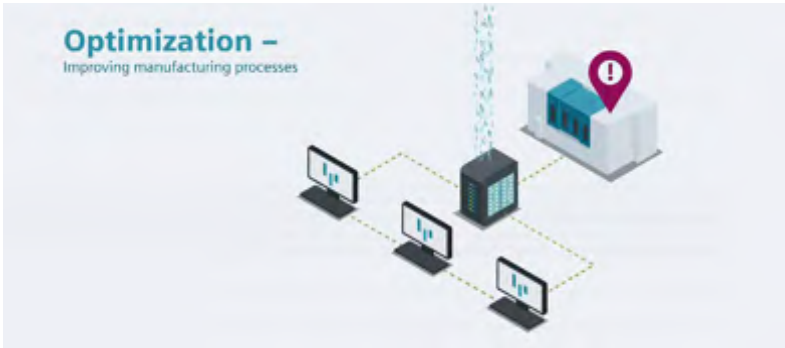 Optimization –
Improving manufacturing processes